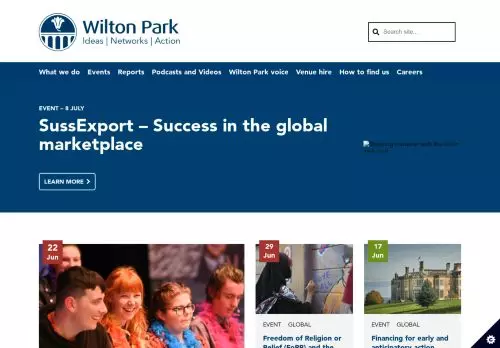 Wilton Park
Ideas | Networks | Action
Search site...
What we do Events Reports Podcasts and Videos Wilton Park voice Venue hire How to find us Careers
EVENT – 8 JULY
SussExport – Success in the global
marketplace
LEARN MORE
22
Jun
29
Jun
17
Jun
EVENT GLOBAL
Freedom of Religion or
Belief (FoRB) and the
EVENT GLOBAL
Financing for early and
anticipatory action